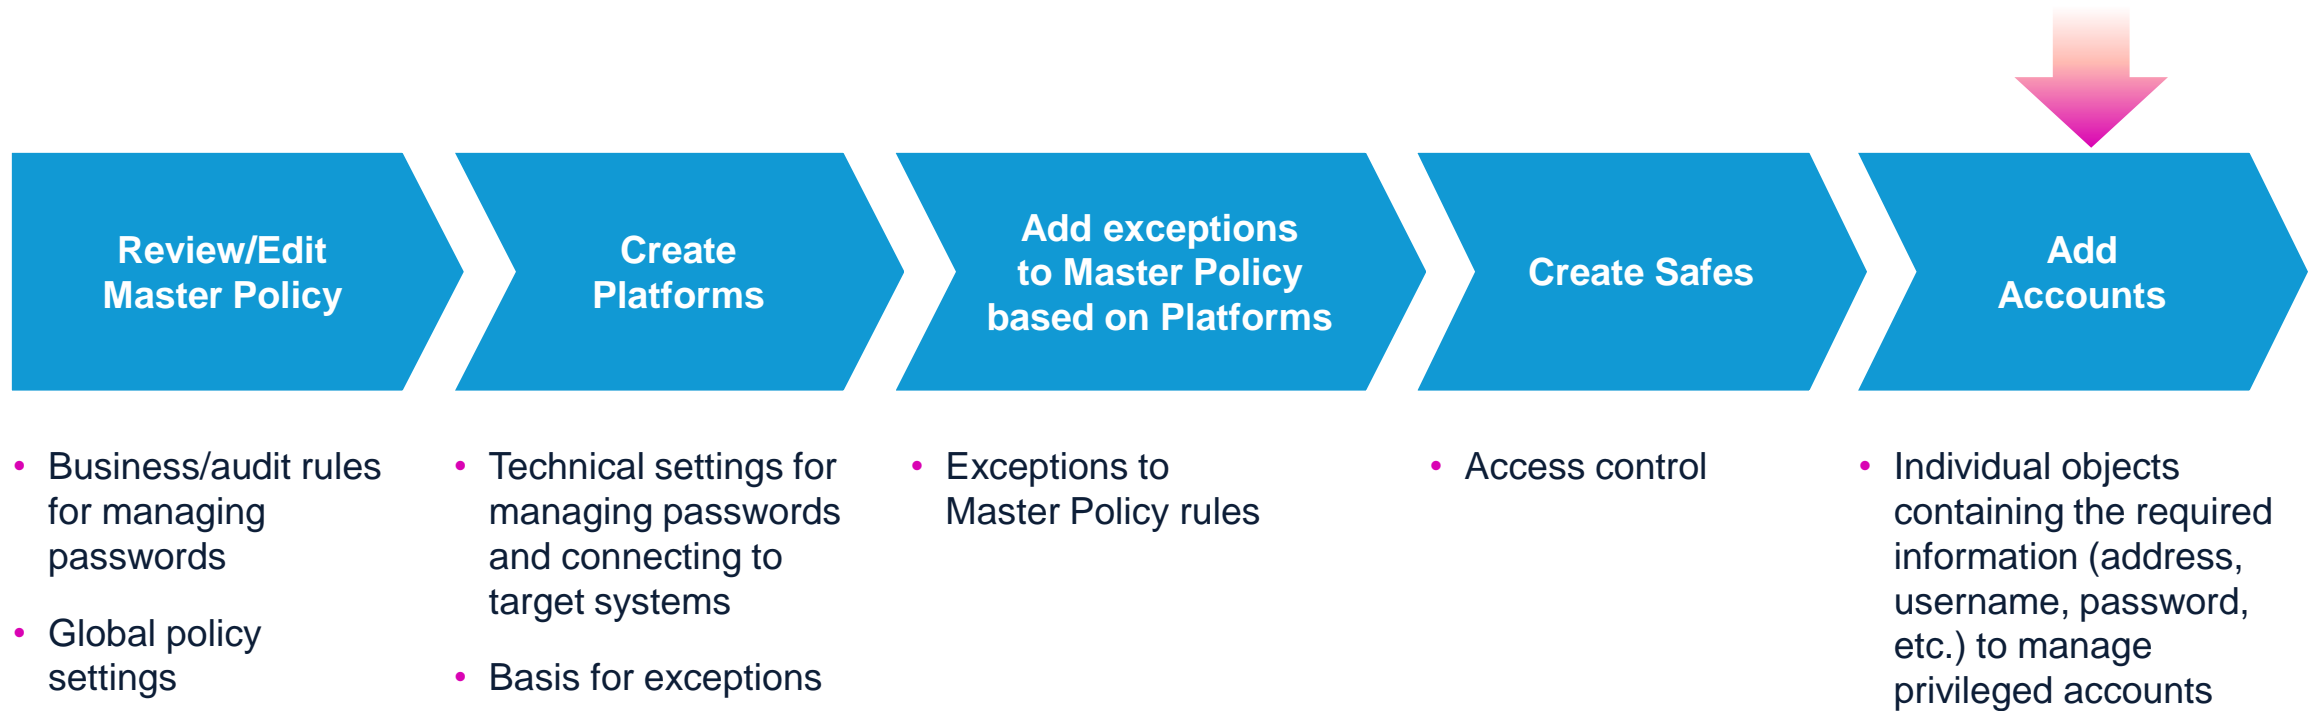 Review/Edit
Master Policy
Create
Platforms
Add exceptions
to Master Policy
based on Platforms
Create Safes
Add
Accounts
• Business/audit rules
for managing
passwords
• Global policy
settings
• Technical settings for
managing passwords
and connecting to
target systems
• Basis for exceptions
• Exceptions to
Master Policy rules
• Access control
• Individual objects
containing the required
information (address,
username, password,
etc.) to manage
privileged accounts